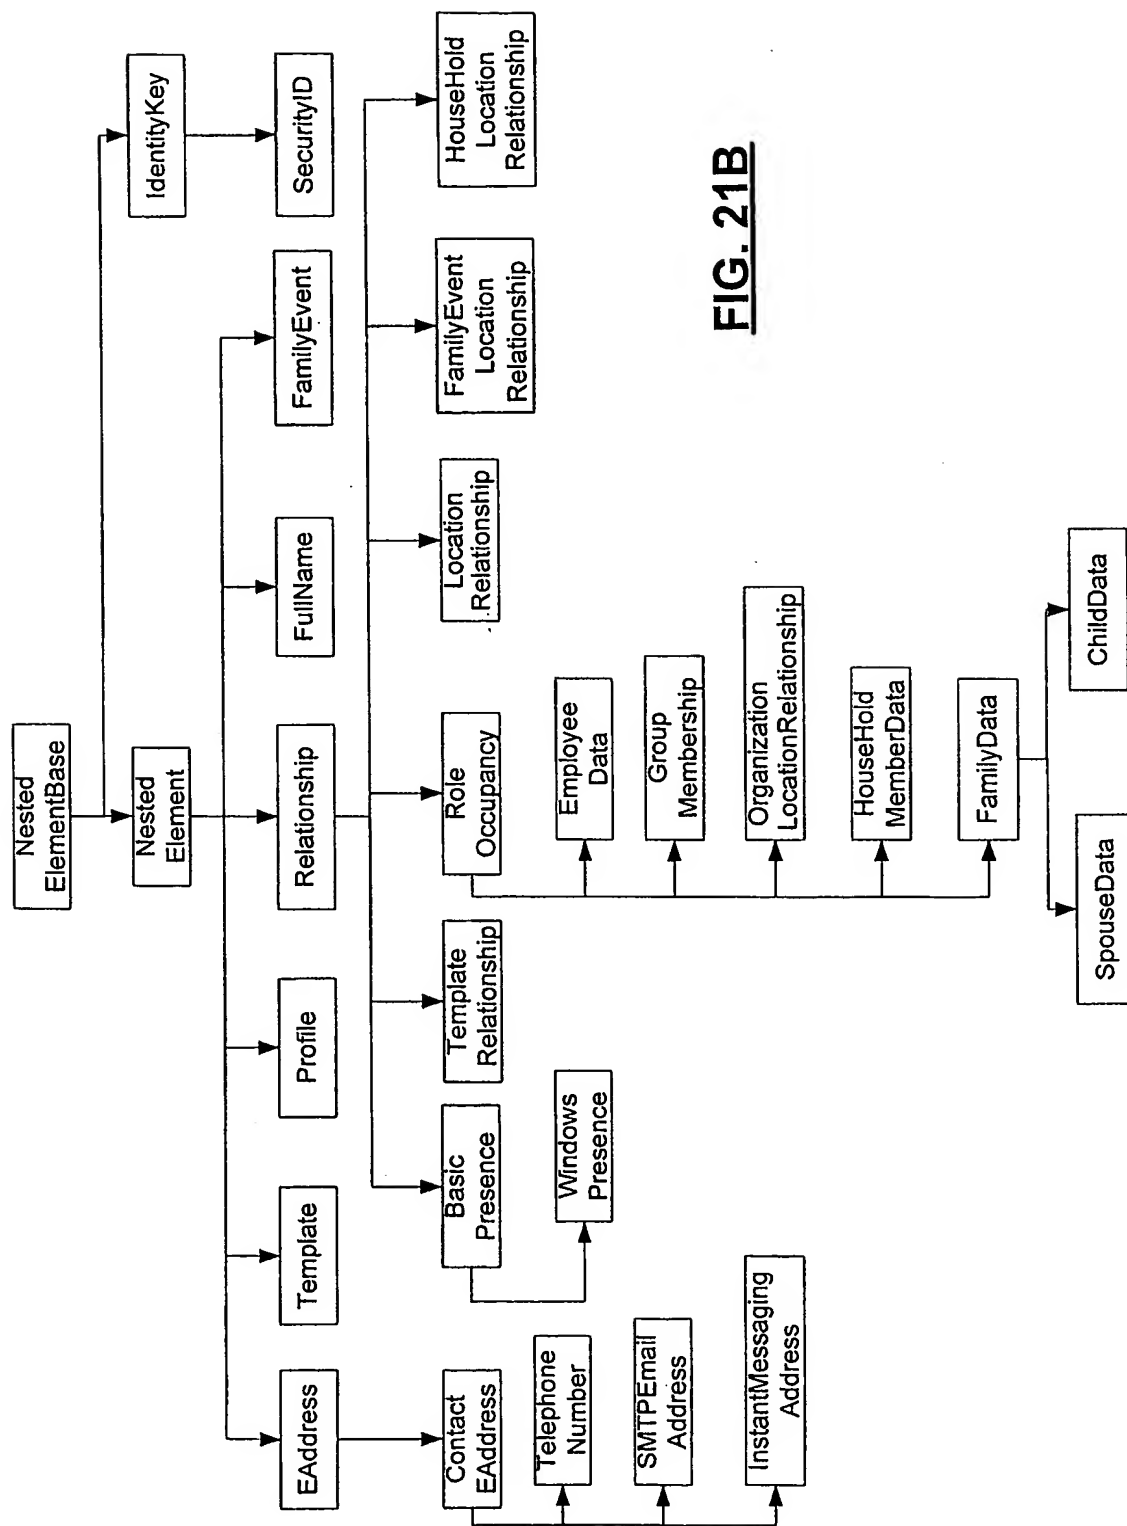 Nested
ElementBase
IdentityKey
Nested
Element
SecurityID
EAddress
Template
Profile
Relationship
FullName
FamilyEvent
Contact
EAddress
Basic
Presence
Template
Relationship
Role
Occupancy
Location
Relationship
FamilyEvent
Location
Relationship
HouseHold
Location
Relationship
Telephone
Number
SMTPEmail
Address
InstantMessaging
Address
Windows
Presence
Employee
Data
Group
Membership
Organization
LocationRelationship
HouseHold
MemberData
FamilyData
SpouseData
ChildData
FIG. 21B